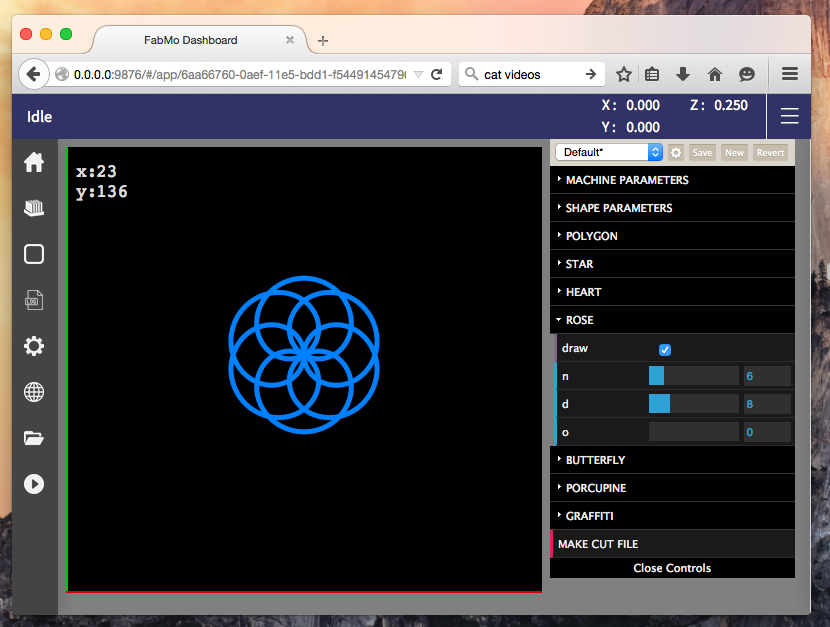 FabMo Dashboard
0.0.0.0:9876/#/app/6aa66760-0aef-11e5-bdd1-f5449145479
cat videos
Idle
X: 0.000 Z: 0.250
Y: 0.000
x:23
y:136
Default*
Save
New
Revert
MACHINE PARAMETERS
SHAPE PARAMETERS
POLYGON
STAR
HEART
ROSE
draw
n 6
d 8
o 0
BUTTERFLY
PORCUPINE
GRAFFITI
MAKE CUT FILE
Close Controls